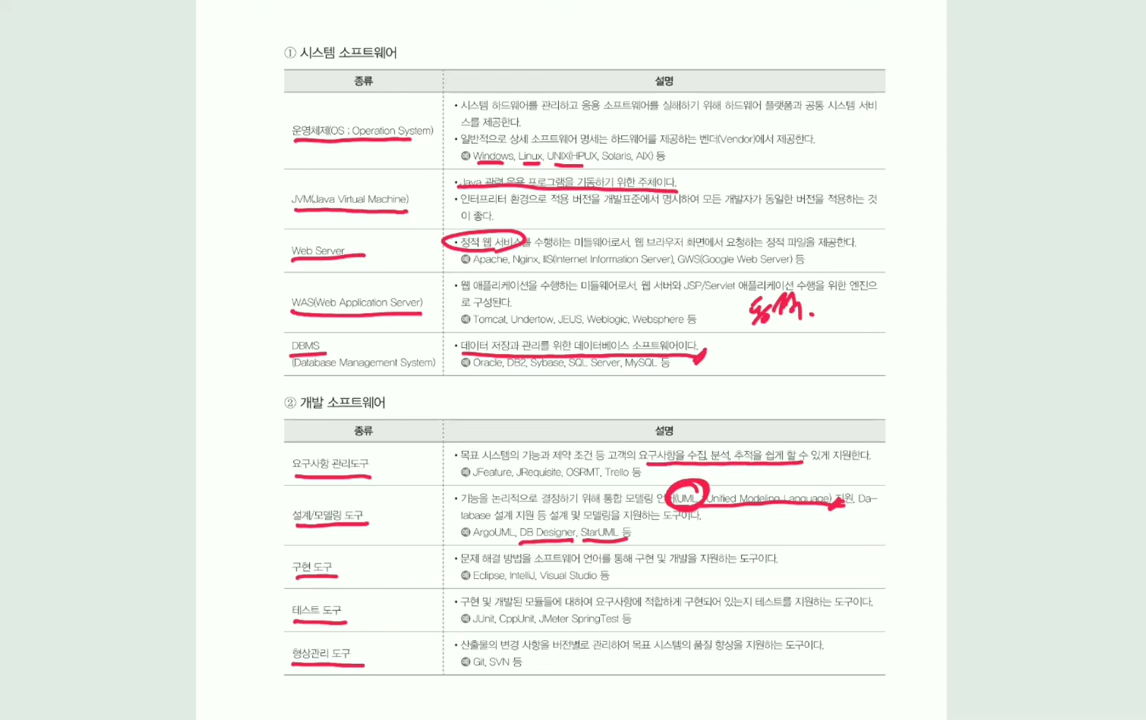 ① 시스템 소프트웨어
종류 설명
운영체제(OS : Operation System)
• 시스템 하드웨어를 관리하고 응용 소프트웨어를 실행하기 위해 하드웨어 플랫폼과 공통 시스템 서비
스를 제공한다.
• 일반적으로 상세 소프트웨어 명세는 하드웨어를 제공하는 벤더(Vendor)에서 제공한다.
예 Windows, Linux, UNIX(HPUX, Solaris, AIX) 등
JVM(Java Virtual Machine)
• Java 관련 응용 프로그램을 기동하기 위한 주체이다.
• 인터프리터 환경으로 적용 버전을 개발표준에서 명시하여 모든 개발자가 동일한 버전을 적용하는 것
이 좋다.
Web Server
• 정적 웹 서비스를 수행하는 미들웨어로서, 웹 브라우저 화면에서 요청하는 정적 파일을 제공한다.
예 Apache, Nginx, IIS(Internet Information Server), GWS(Google Web Server) 등
WAS(Web Application Server)
• 웹 애플리케이션을 수행하는 미들웨어로서, 웹 서버와 JSP/Servlet 애플리케이션 수행을 위한 엔진으
로 구성된다.
예 Tomcat, Undertow, JEUS, Weblogic, Websphere 등
DBMS
(Database Management System)
• 데이터 저장과 관리를 위한 데이터베이스 소프트웨어이다.
예 Oracle, DB2, Sybase, SQL Server, MySQL 등
② 개발 소프트웨어
종류 설명
요구사항 관리도구
• 목표 시스템의 기능과 제약 조건 등 고객의 요구사항을 수집, 분석, 추적을 쉽게 할 수 있게 지원한다.
예 JFeature, JRequisite, OSRMT, Trello 등
설계/모델링 도구
• 기능을 논리적으로 결정하기 위해 통합 모델링 언어(UML : Unified Modeling Language) 지원, Da-
tabase 설계 지원 등 설계 및 모델링을 지원하는 도구이다.
예 ArgoUML, DB Designer, StarUML 등
구현 도구
• 문제 해결 방법을 소프트웨어 언어를 통해 구현 및 개발을 지원하는 도구이다.
예 Eclipse, IntelliJ, Visual Studio 등
테스트 도구
• 구현 및 개발된 모듈들에 대하여 요구사항에 적합하게 구현되어 있는지 테스트를 지원하는 도구이다.
예 JUnit, CppUnit, JMeter SpringTest 등
형상관리 도구
• 산출물의 변경 사항을 버전별로 관리하여 목표 시스템의 품질 향상을 지원하는 도구이다.
예 Git, SVN 등